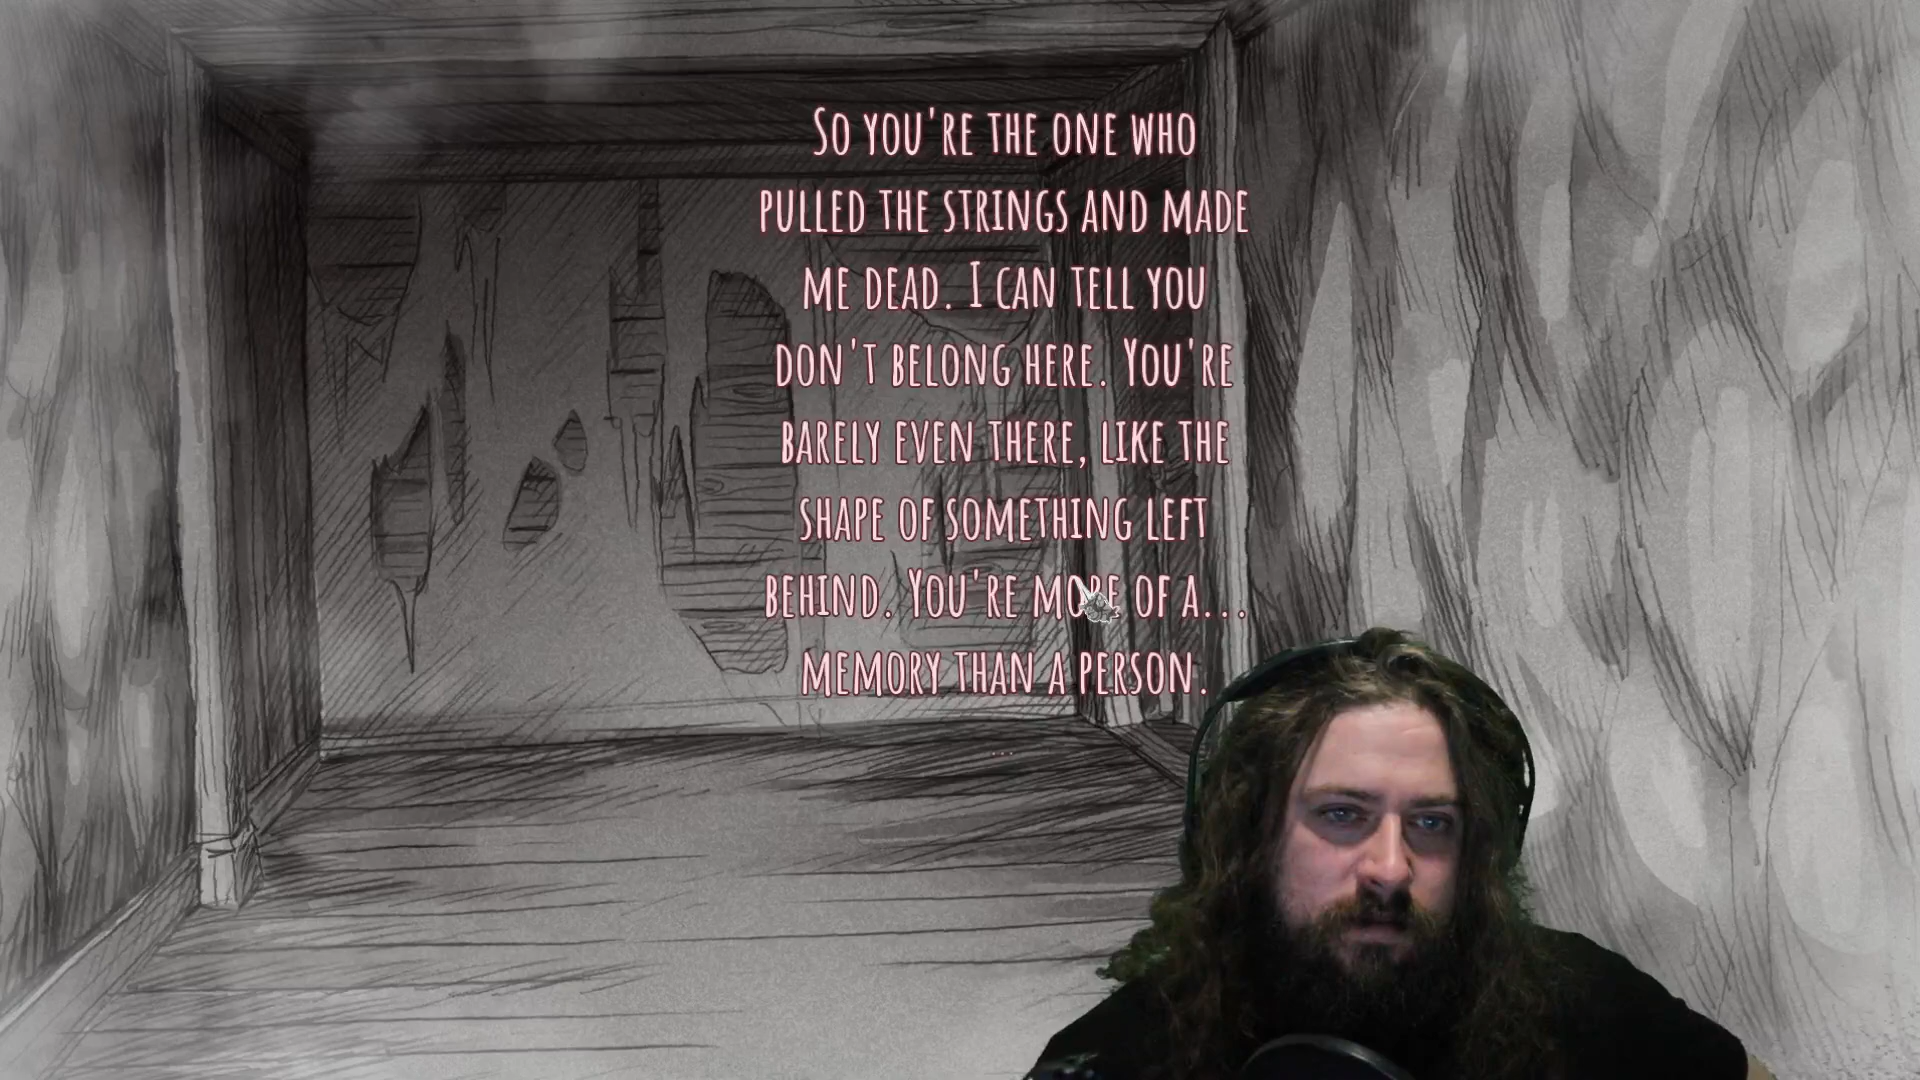 So you're the one who
pulled the strings and made
me dead. I can tell you
don't belong here. You're
barely even there, like the
shape of something left
behind. You're more of a...
memory than a person.
...